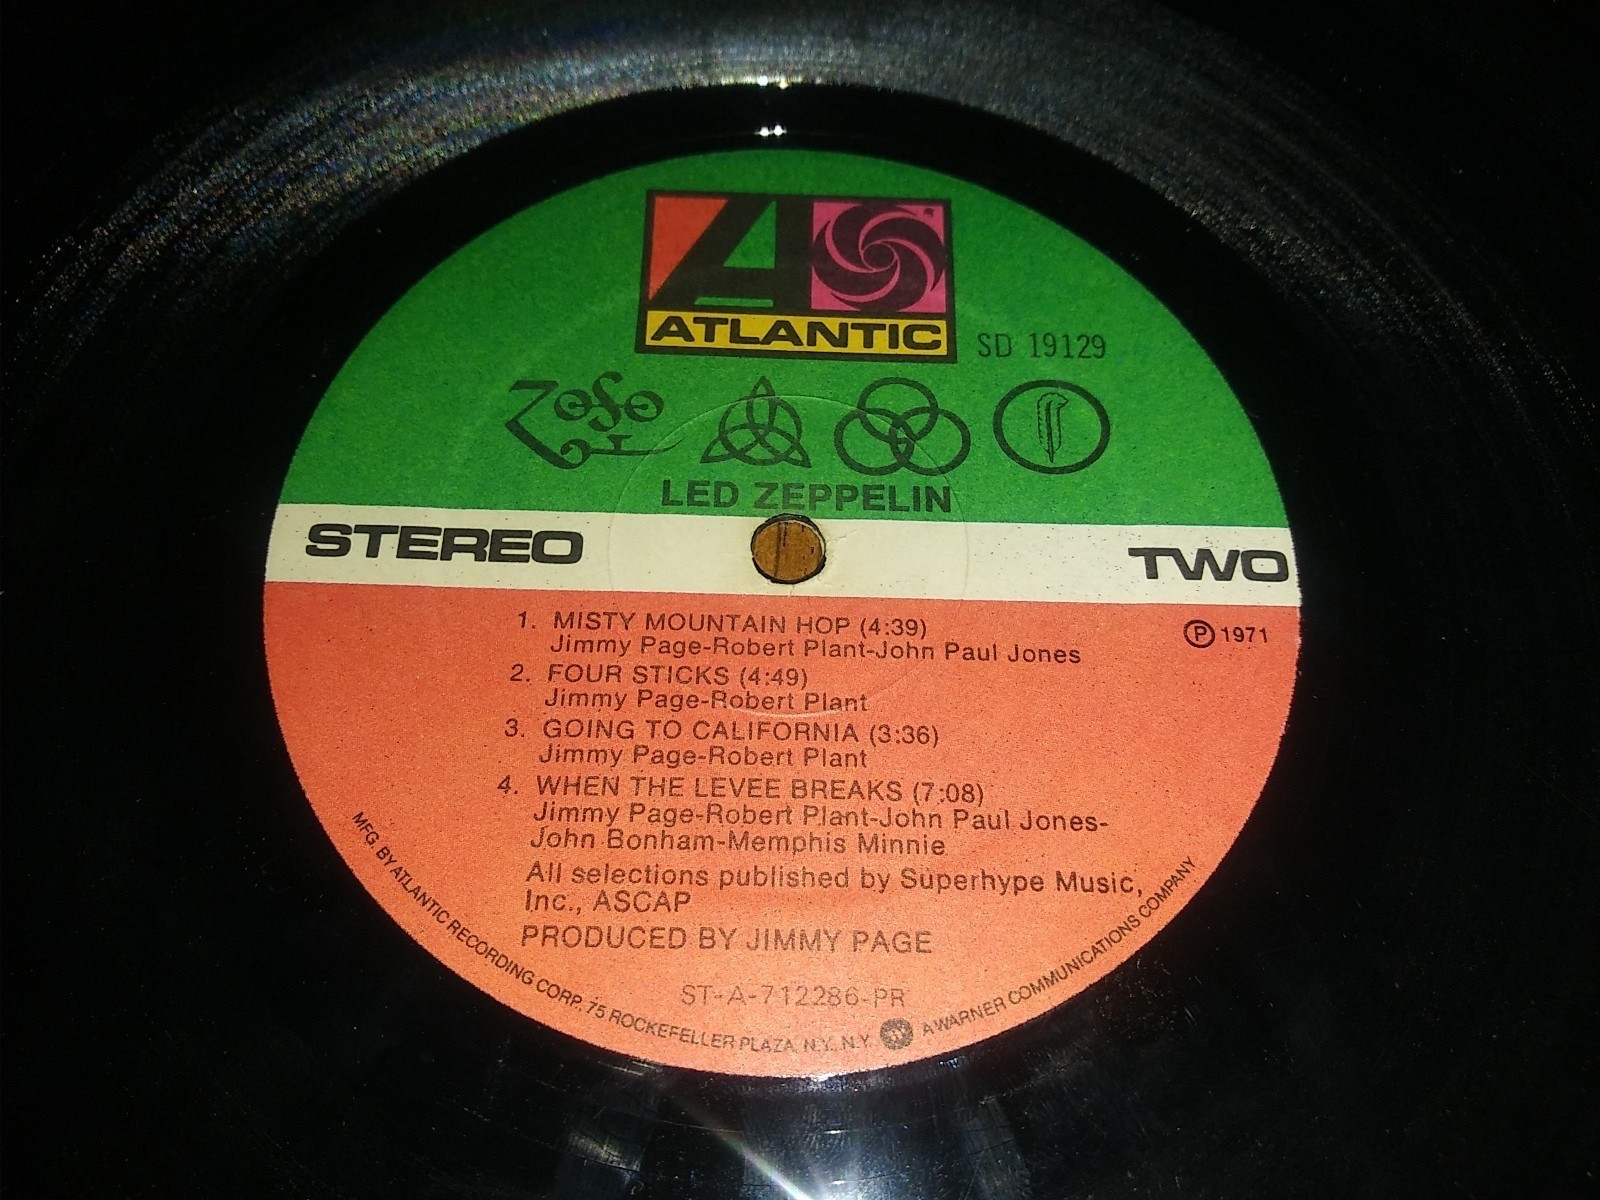 ATLANTIC
SD 19129
ZoSo
LED ZEPPELIN
STEREO
TWO
℗ 1971
1. MISTY MOUNTAIN HOP (4:39)
Jimmy Page-Robert Plant-John Paul Jones
2. FOUR STICKS (4:49)
Jimmy Page-Robert Plant
3. GOING TO CALIFORNIA (3:36)
Jimmy Page-Robert Plant
4. WHEN THE LEVEE BREAKS (7:08)
Jimmy Page-Robert Plant-John Paul Jones-
John Bonham-Memphis Minnie
All selections published by Superhype Music,
Inc., ASCAP
PRODUCED BY JIMMY PAGE
ST-A-712286-PR
MFG. BY ATLANTIC RECORDING CORP., 75 ROCKEFELLER PLAZA, N.Y., N.Y. A WARNER COMMUNICATIONS COMPANY